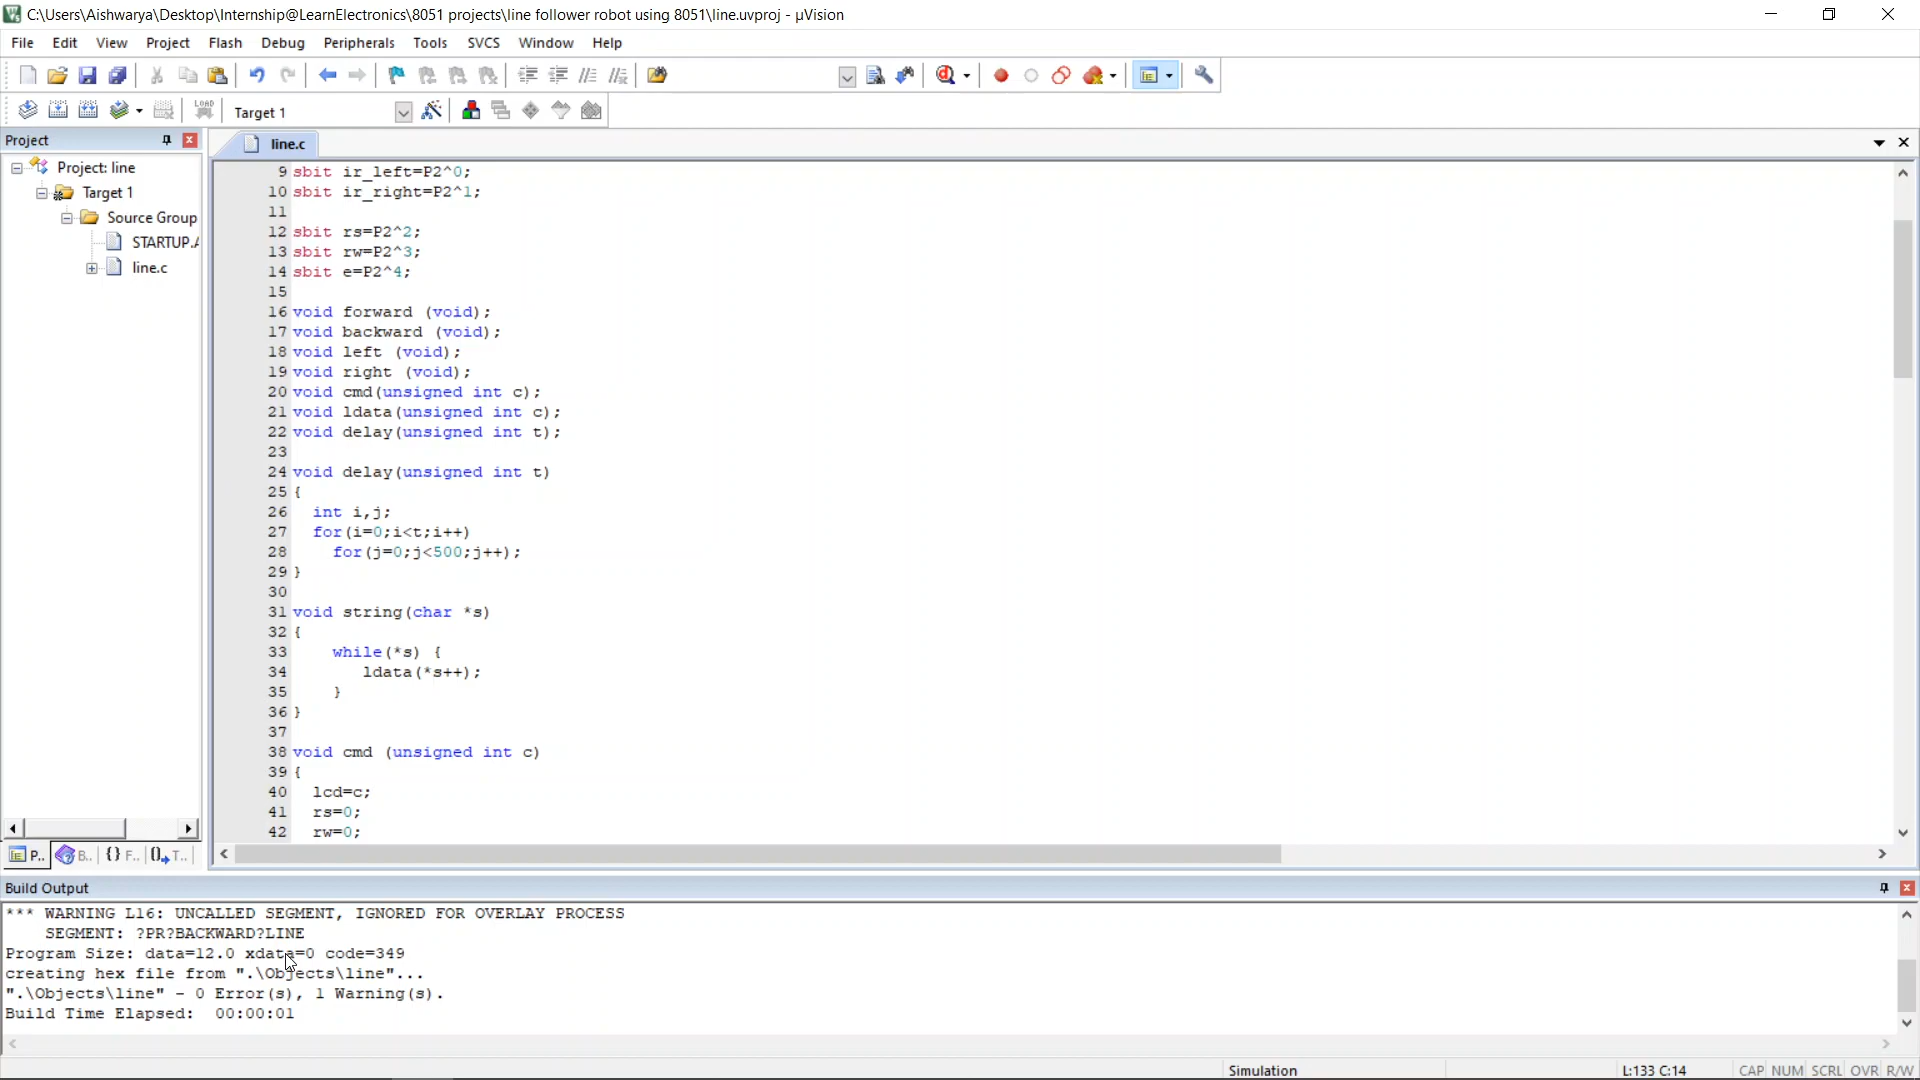 C:\Users\Aishwarya\Desktop\Internship@LearnElectronics\8051 projects\line follower robot using 8051\line.uvproj - µVision
File Edit View Project Flash Debug Peripherals Tools SVCS Window Help
LOAD Target 1
Project
line.c
Project: line
Target 1
Source Group
STARTUP.A
line.c
9 sbit ir_left=P2^0;
10 sbit ir_right=P2^1;
11
12 sbit rs=P2^2;
13 sbit rw=P2^3;
14 sbit e=P2^4;
15
16 void forward (void);
17 void backward (void);
18 void left (void);
19 void right (void);
20 void cmd(unsigned int c);
21 void ldata(unsigned int c);
22 void delay(unsigned int t);
23
24 void delay(unsigned int t)
25 {
26 int i,j;
27 for(i=0;i<t;i++)
28 for(j=0;j<500;j++);
29 }
30
31 void string(char *s)
32 {
33 while(*s) {
34 ldata(*s++);
35 }
36 }
37
38 void cmd (unsigned int c)
39 {
40 lcd=c;
41 rs=0;
42 rw=0;
P.. B.. {} F.. T..
Build Output
*** WARNING L16: UNCALLED SEGMENT, IGNORED FOR OVERLAY PROCESS
SEGMENT: ?PR?BACKWARD?LINE
Program Size: data=12.0 xdata=0 code=349
creating hex file from ".\Objects\line"...
".\Objects\line" - 0 Error(s), 1 Warning(s).
Build Time Elapsed: 00:00:01
Simulation L:133 C:14 CAP NUM SCRL OVR R/W